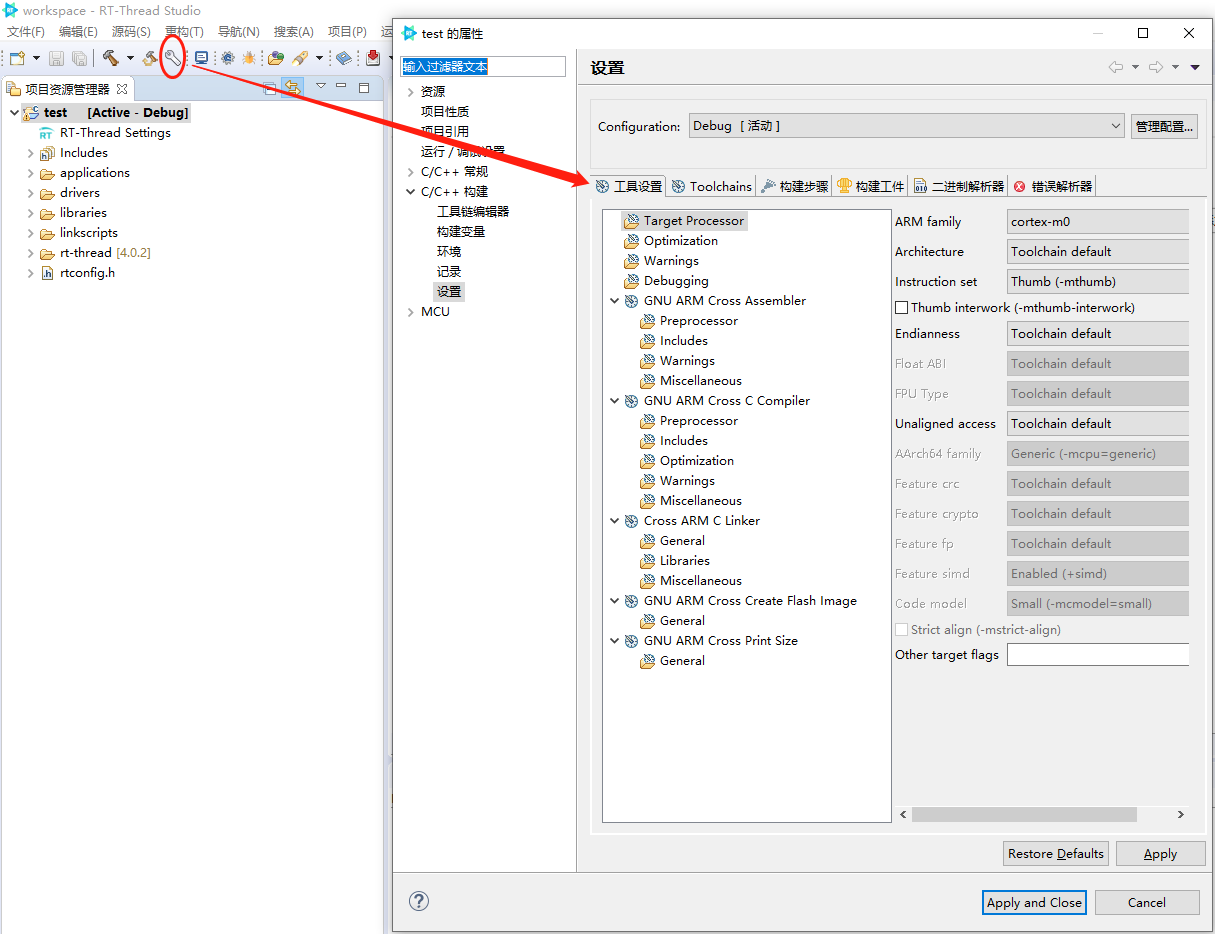 workspace - RT-Thread Studio
文件(F) 编辑(E) 源码(S) 重构(T) 导航(N) 搜索(A) 项目(P) 运
项目资源管理器
test [Active - Debug]
RT-Thread Settings
Includes
applications
drivers
libraries
linkscripts
rt-thread [4.0.2]
rtconfig.h
test 的属性
输入过滤器文本
资源
项目性质
项目引用
运行 / 调试设置
C/C++ 常规
C/C++ 构建
工具链编辑器
构建变量
环境
记录
设置
MCU
设置
Configuration: Debug [ 活动 ] 管理配置...
工具设置 Toolchains 构建步骤 构建工件 二进制解析器 错误解析器
Target Processor
Optimization
Warnings
Debugging
GNU ARM Cross Assembler
Preprocessor
Includes
Warnings
Miscellaneous
GNU ARM Cross C Compiler
Preprocessor
Includes
Optimization
Warnings
Miscellaneous
Cross ARM C Linker
General
Libraries
Miscellaneous
GNU ARM Cross Create Flash Image
General
GNU ARM Cross Print Size
General
ARM family cortex-m0
Architecture Toolchain default
Instruction set Thumb (-mthumb)
Thumb interwork (-mthumb-interwork)
Endianness Toolchain default
Float ABI Toolchain default
FPU Type Toolchain default
Unaligned access Toolchain default
AArch64 family Generic (-mcpu=generic)
Feature crc Toolchain default
Feature crypto Toolchain default
Feature fp Toolchain default
Feature simd Enabled (+simd)
Code model Small (-mcmodel=small)
Strict align (-mstrict-align)
Other target flags
Restore Defaults Apply
Apply and Close Cancel